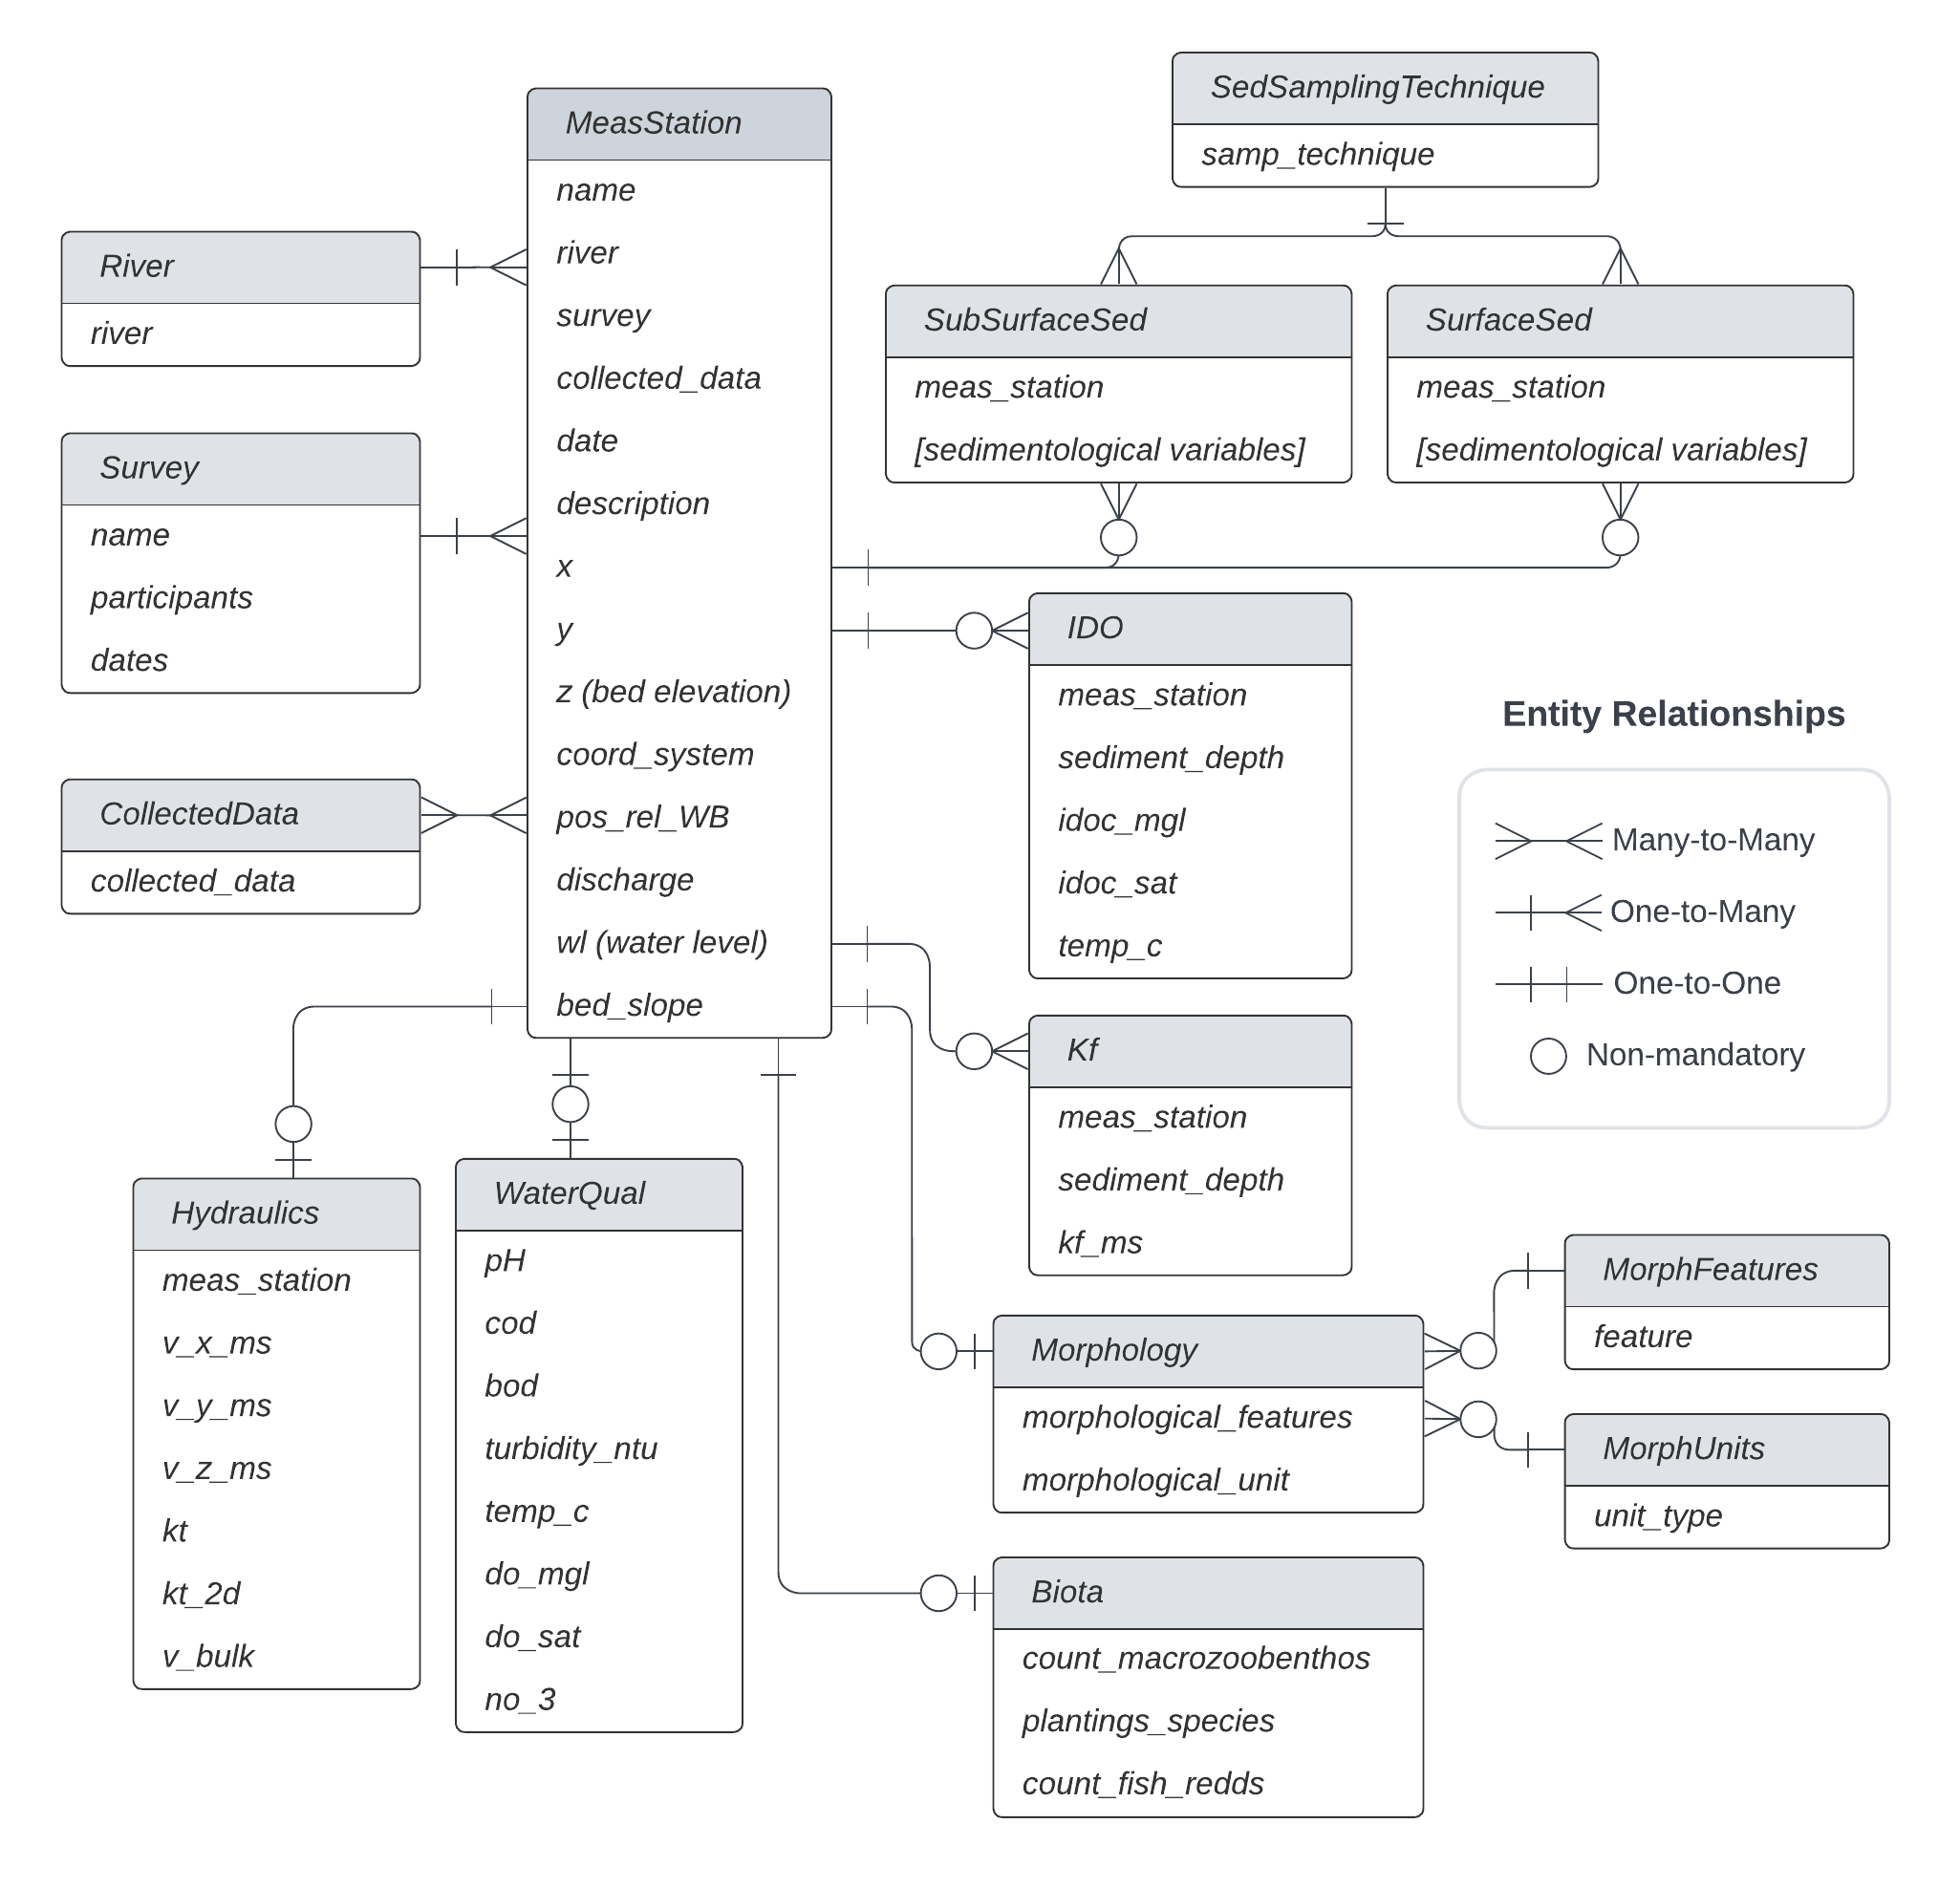 SedSamplingTechnique
samp_technique
MeasStation
name
river
survey
collected_data
date
description
x
y
z (bed elevation)
coord_system
pos_rel_WB
discharge
wl (water level)
bed_slope
River
river
Survey
name
participants
dates
CollectedData
collected_data
SubSurfaceSed
meas_station
[sedimentological variables]
SurfaceSed
meas_station
[sedimentological variables]
IDO
meas_station
sediment_depth
idoc_mgl
idoc_sat
temp_c
Entity Relationships
Many-to-Many
One-to-Many
One-to-One
Non-mandatory
Kf
meas_station
sediment_depth
kf_ms
Hydraulics
meas_station
v_x_ms
v_y_ms
v_z_ms
kt
kt_2d
v_bulk
WaterQual
pH
cod
bod
turbidity_ntu
temp_c
do_mgl
do_sat
no_3
Morphology
morphological_features
morphological_unit
MorphFeatures
feature
MorphUnits
unit_type
Biota
count_macrozoobenthos
plantings_species
count_fish_redds